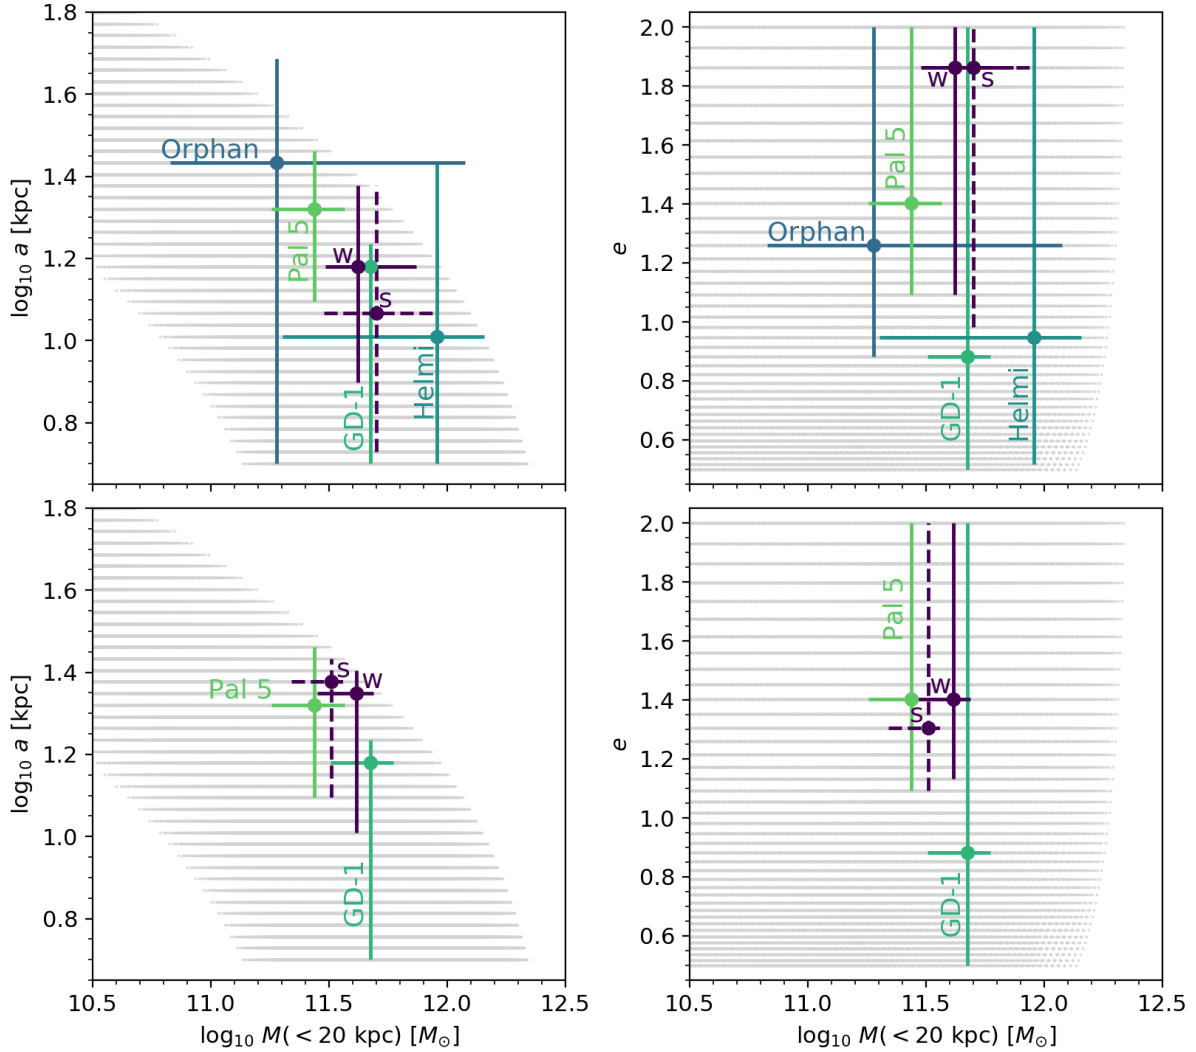 1.8
1.6
1.4
1.2
1.0
0.8
log₁₀ a [kpc]
Orphan
Pal 5
w
s
GD-1
Helmi
2.0
1.8
1.6
1.4
1.2
1.0
0.8
0.6
e
Orphan
Pal 5
w
s
GD-1
Helmi
1.8
1.6
1.4
1.2
1.0
0.8
log₁₀ a [kpc]
Pal 5
s
w
GD-1
10.5 11.0 11.5 12.0 12.5
log₁₀ M(< 20 kpc) [M⊙]
2.0
1.8
1.6
1.4
1.2
1.0
0.8
0.6
e
Pal 5
w
s
GD-1
10.5 11.0 11.5 12.0 12.5
log₁₀ M(< 20 kpc) [M⊙]